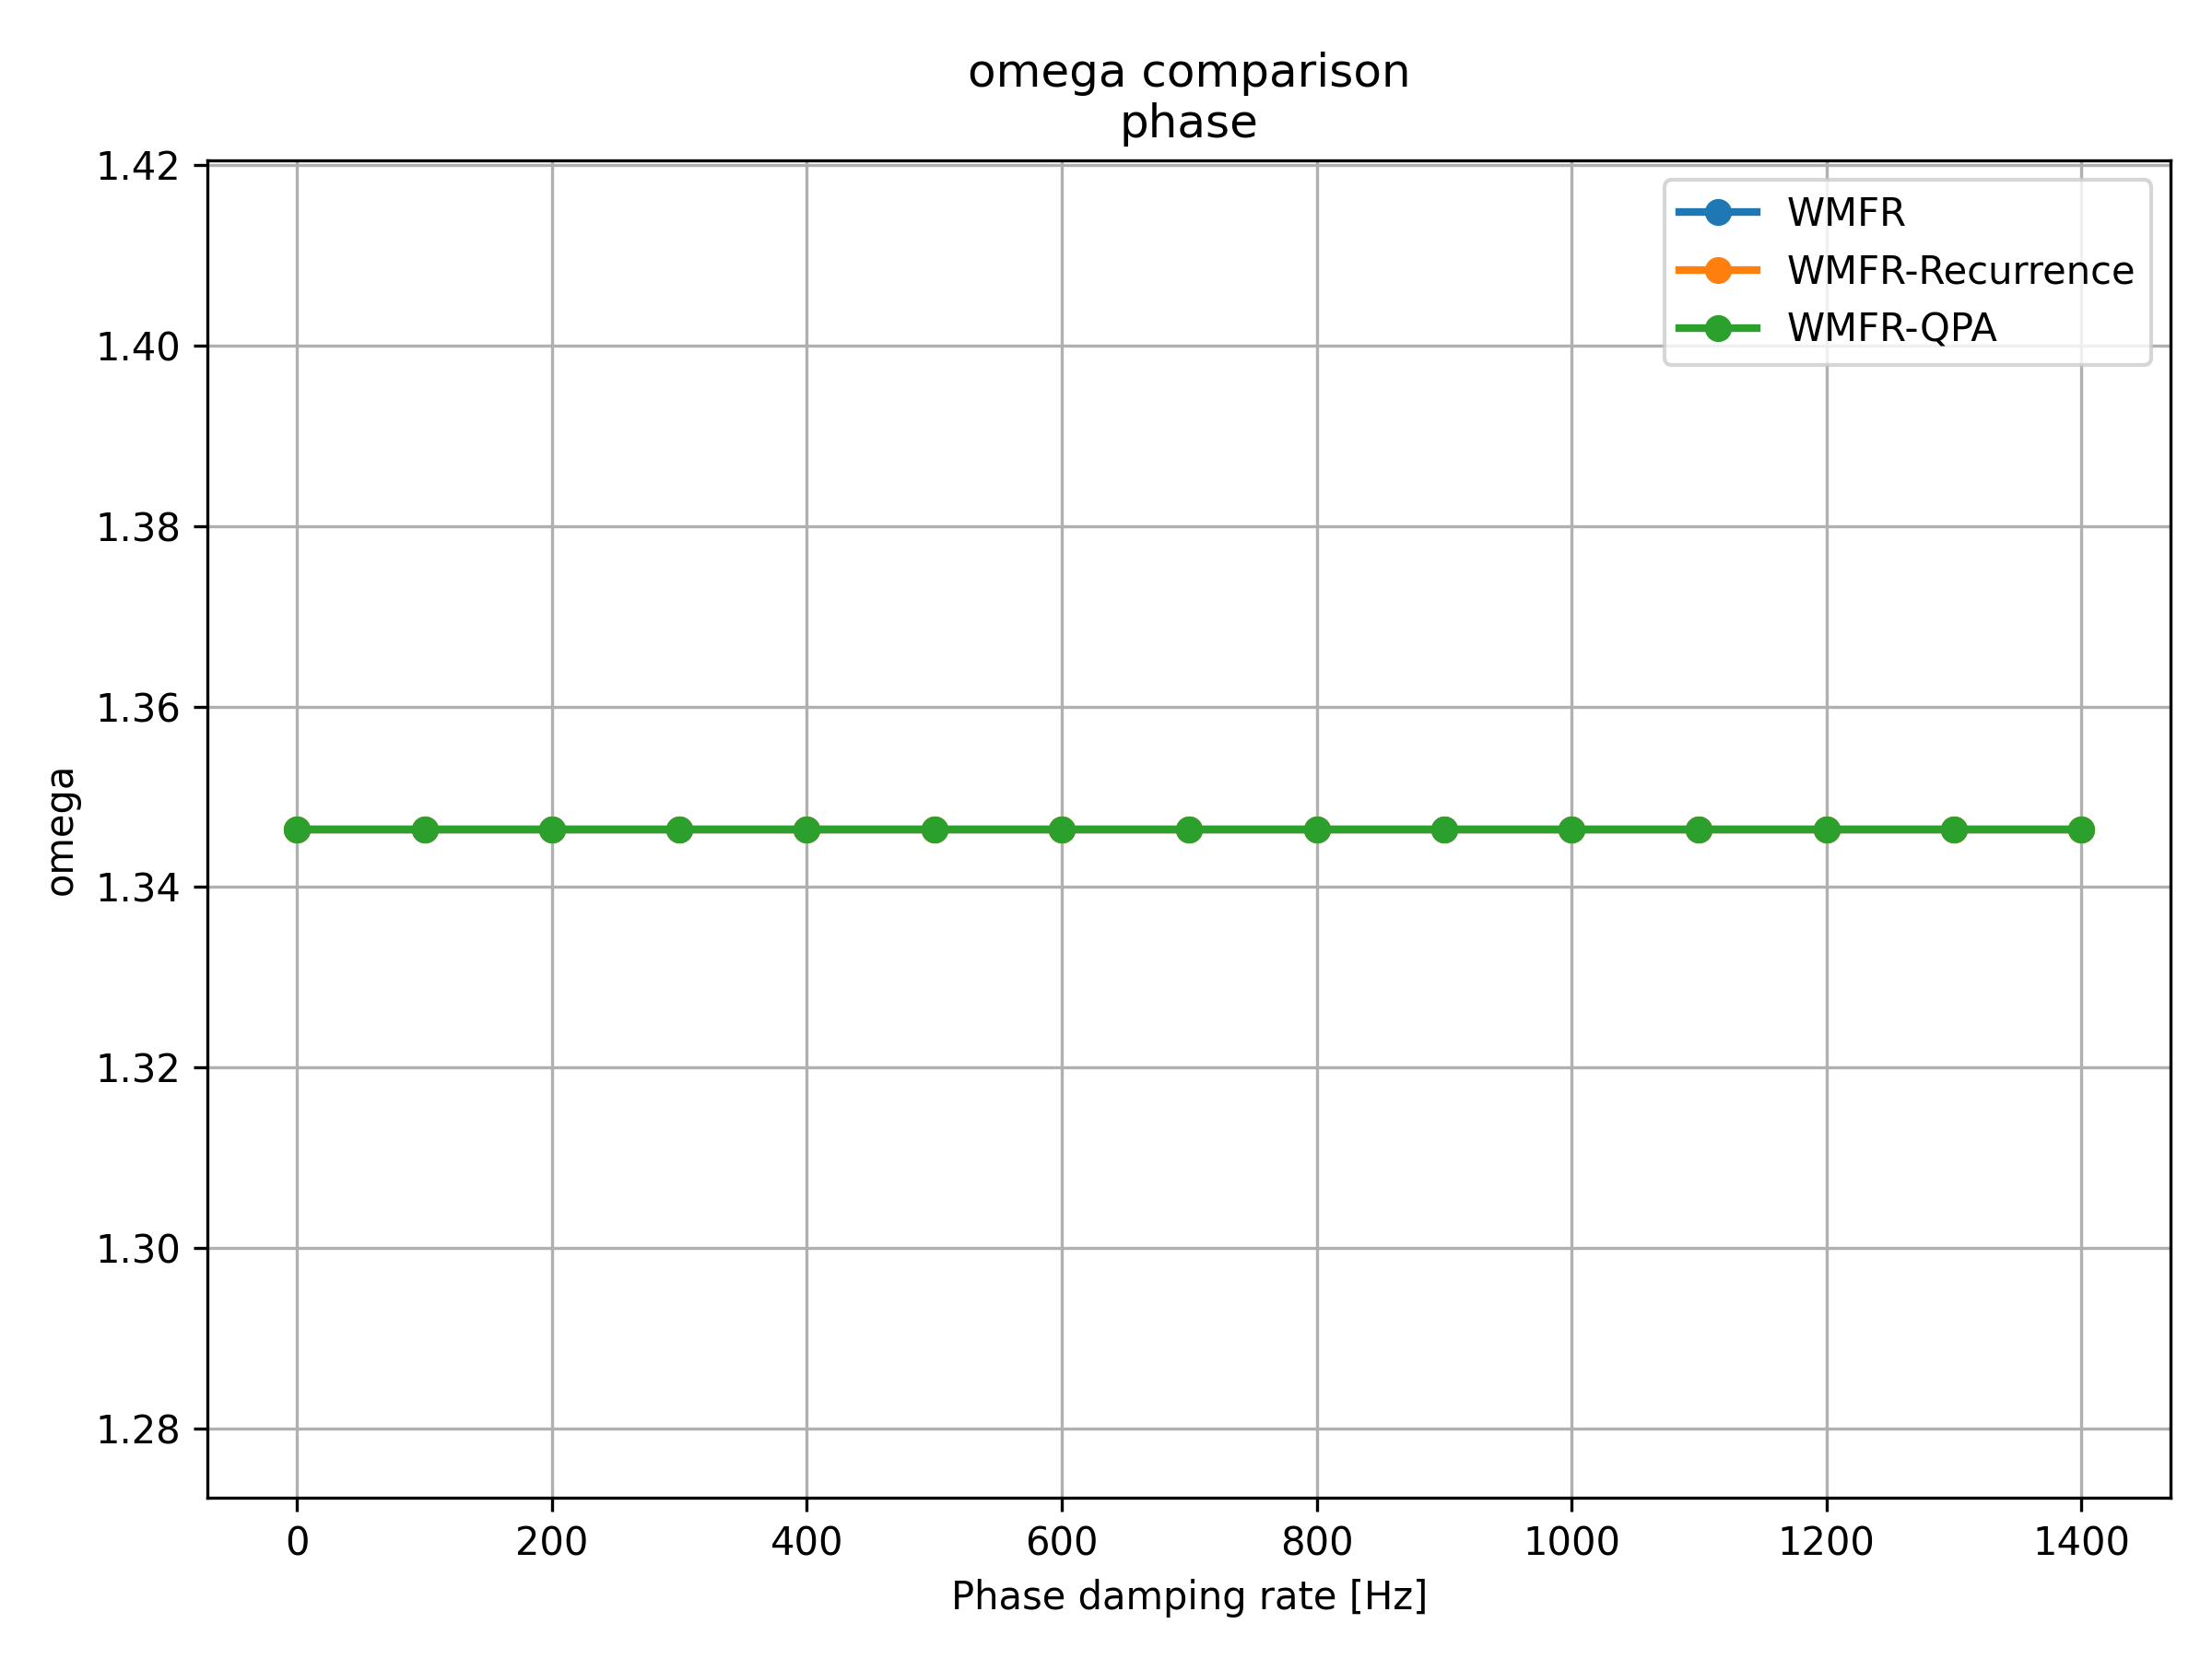 omega comparison
phase
1.42
1.40
1.38
1.36
1.34
1.32
1.30
1.28
omega
WMFR
WMFR-Recurrence
WMFR-QPA
0 200 400 600 800 1000 1200 1400
Phase damping rate [Hz]